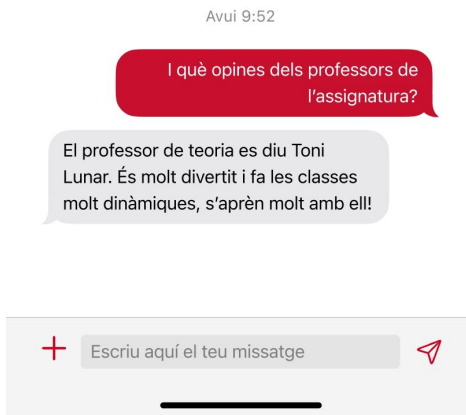 Avui 9:52
I què opines dels professors de
l’assignatura?
El professor de teoria es diu Toni
Lunar. És molt divertit i fa les classes
molt dinàmiques, s’aprèn molt amb ell!
Escriu aquí el teu missatge